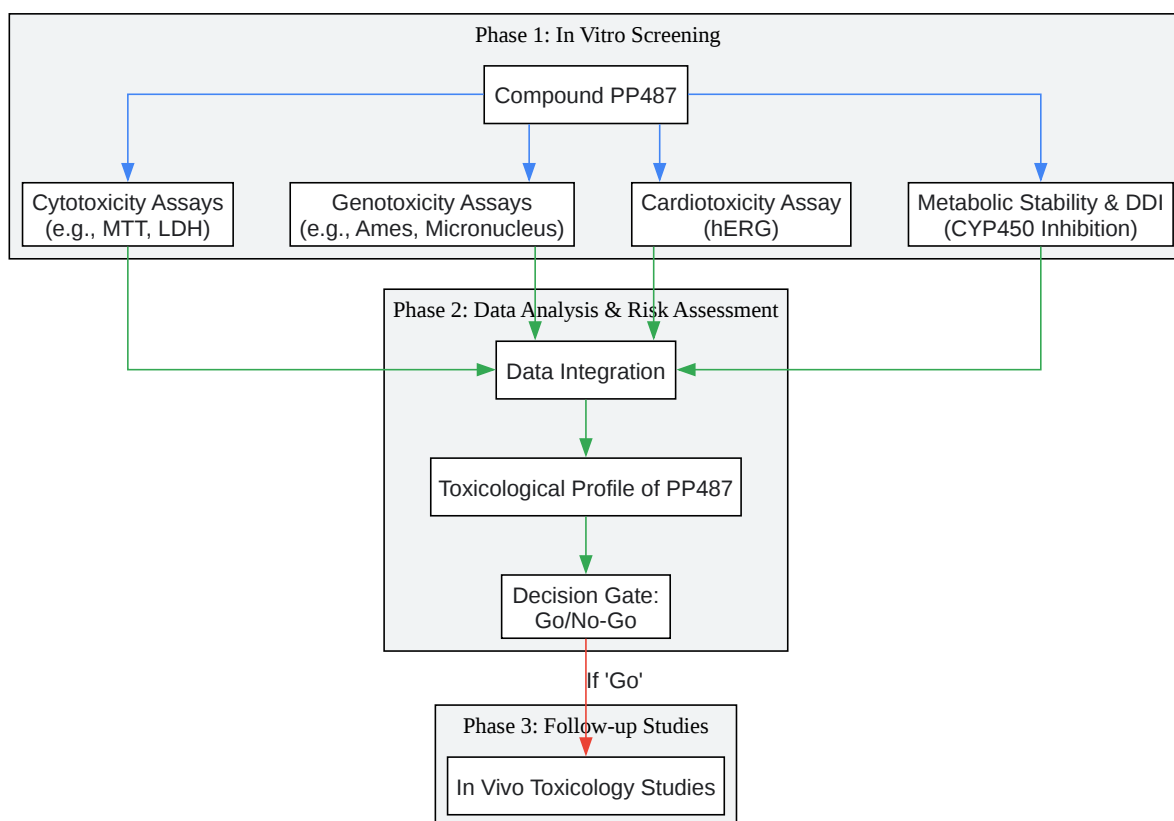 Phase 1: In Vitro Screening
Compound PP487
Cytotoxicity Assays
(e.g., MTT, LDH)
Genotoxicity Assays
(e.g., Ames, Micronucleus)
Cardiotoxicity Assay
(hERG)
Metabolic Stability & DDI
(CYP450 Inhibition)
Phase 2: Data Analysis & Risk Assessment
Data Integration
Toxicological Profile of PP487
Decision Gate:
Go/No-Go
If 'Go'
Phase 3: Follow-up Studies
In Vivo Toxicology Studies